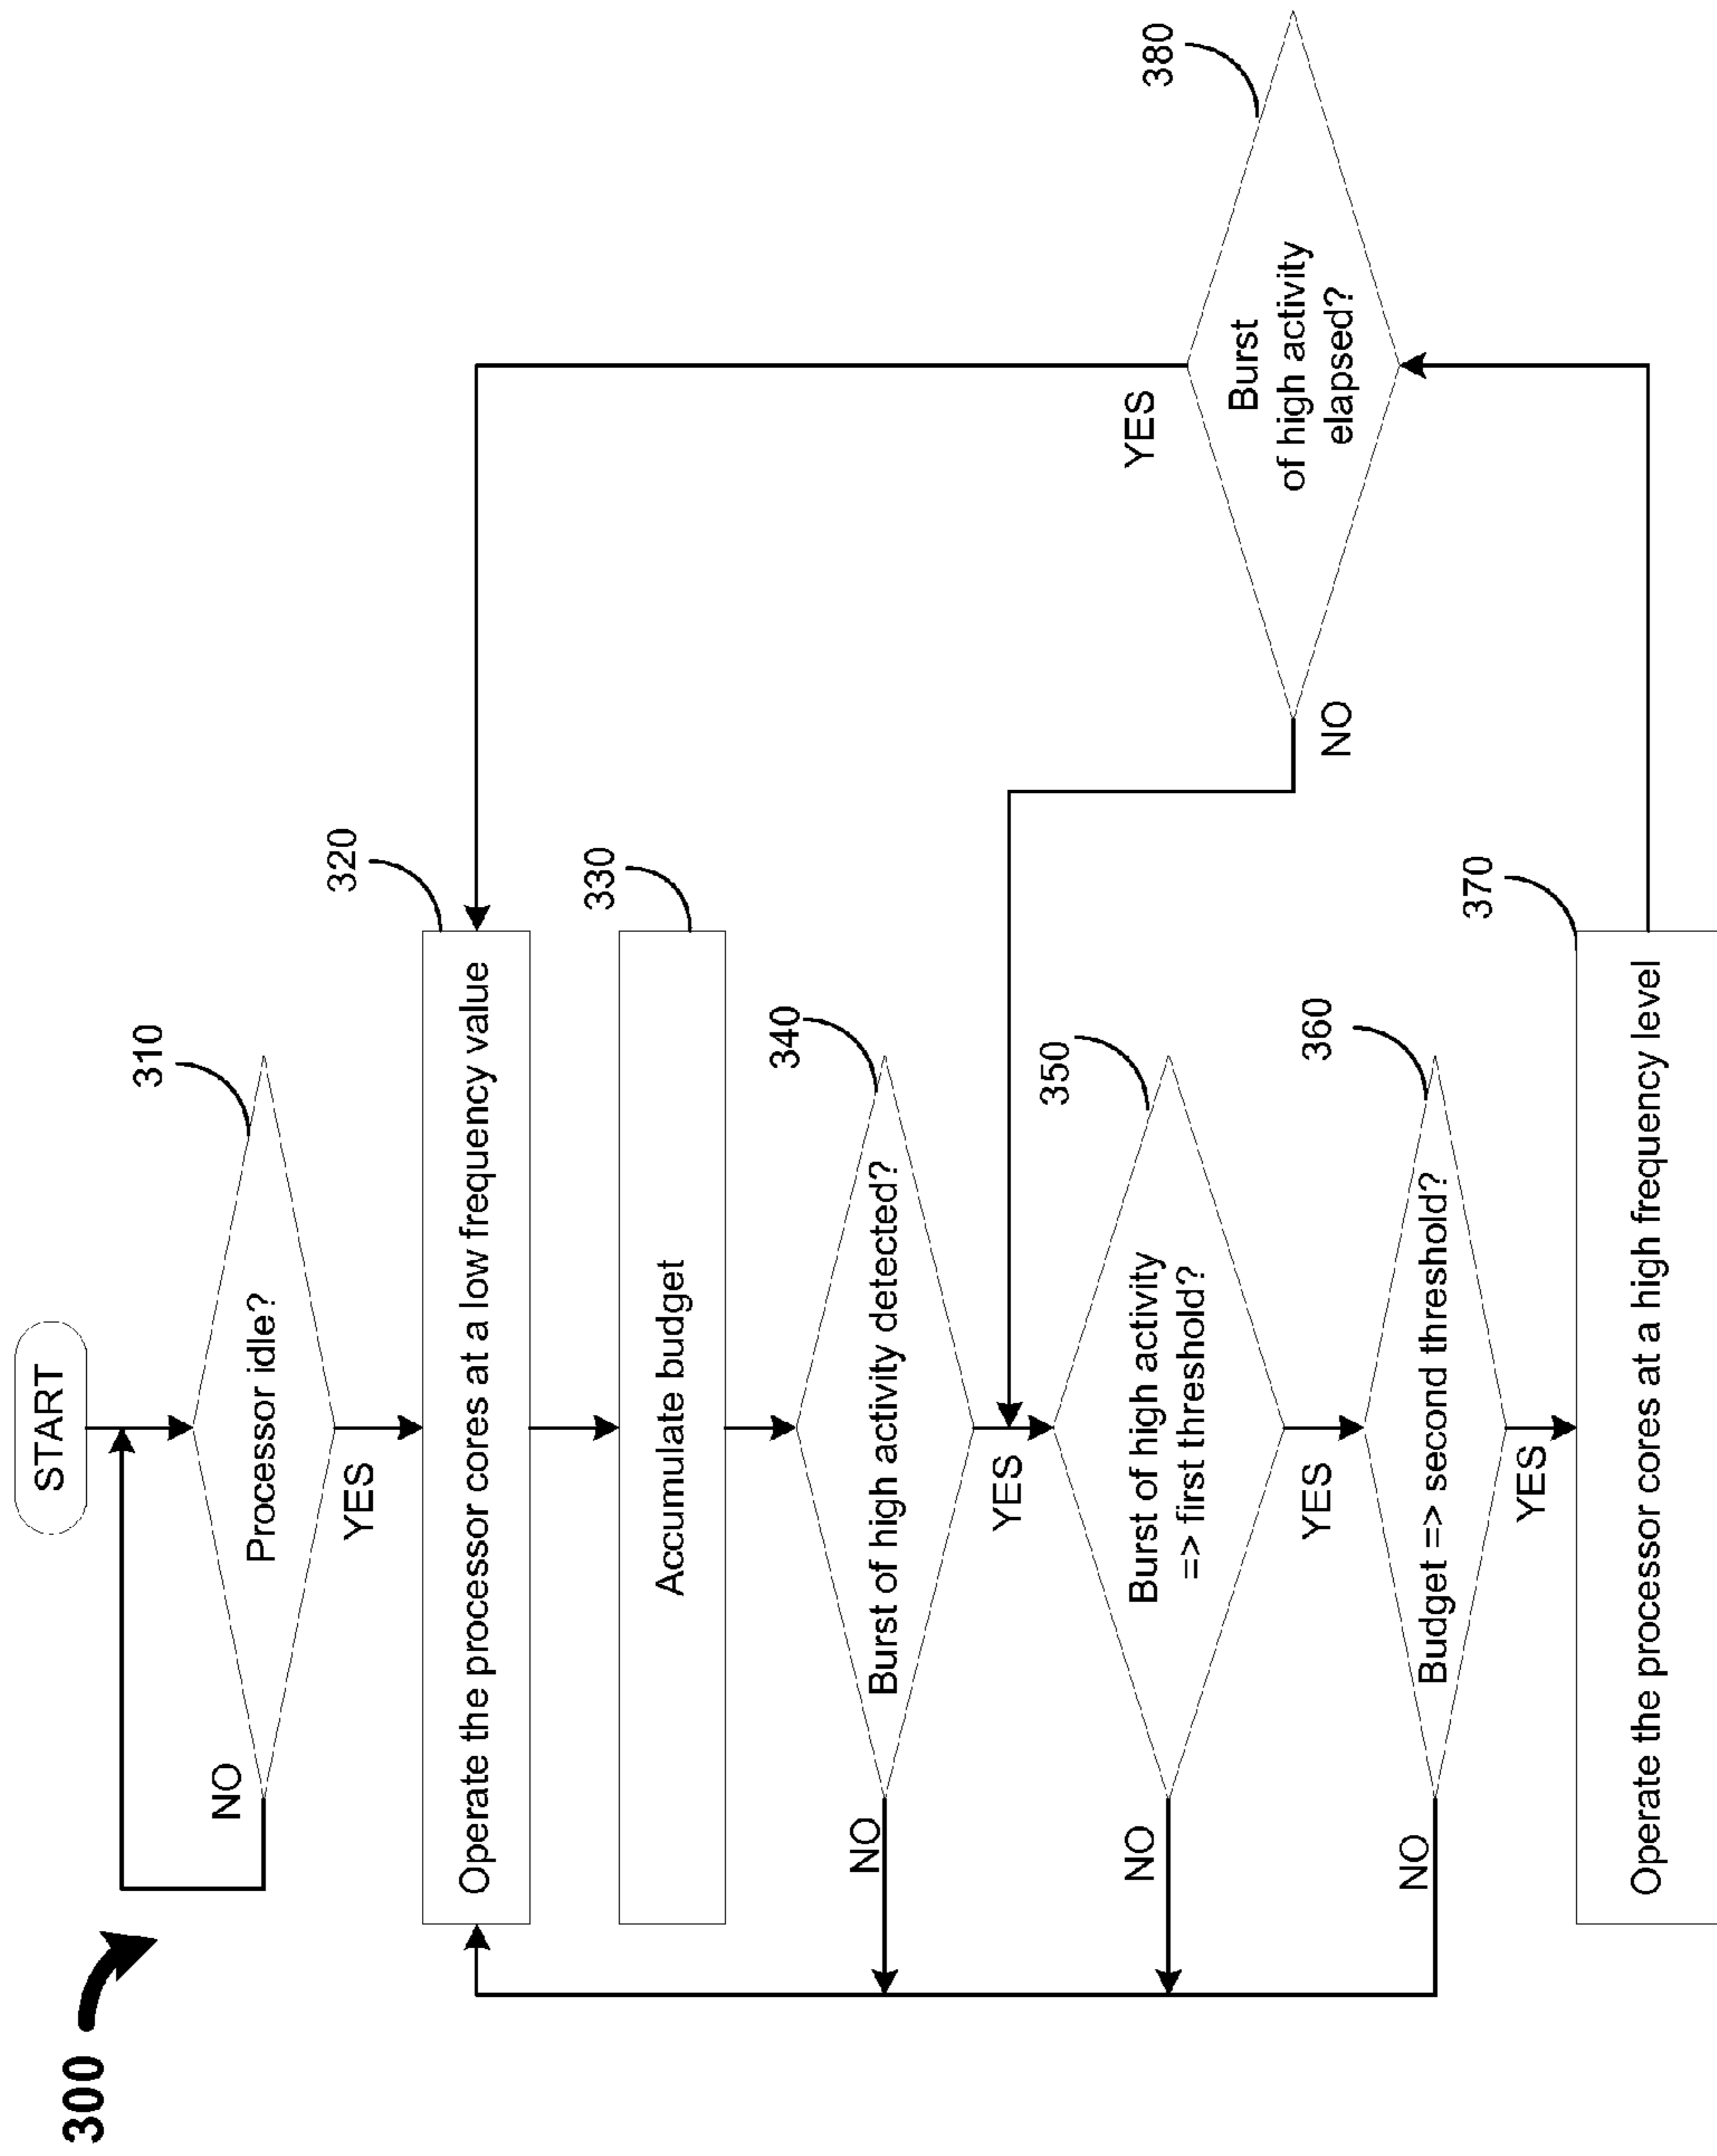 300
START
310
Processor idle?
NO
YES
320
Operate the processor cores at a low frequency value
330
Accumulate budget
340
Burst of high activity detected?
NO
YES
350
Burst of high activity
=> first threshold?
NO
YES
360
Budget => second threshold?
NO
YES
370
Operate the processor cores at a high frequency level
380
Burst
of high activity
elapsed?
YES
NO